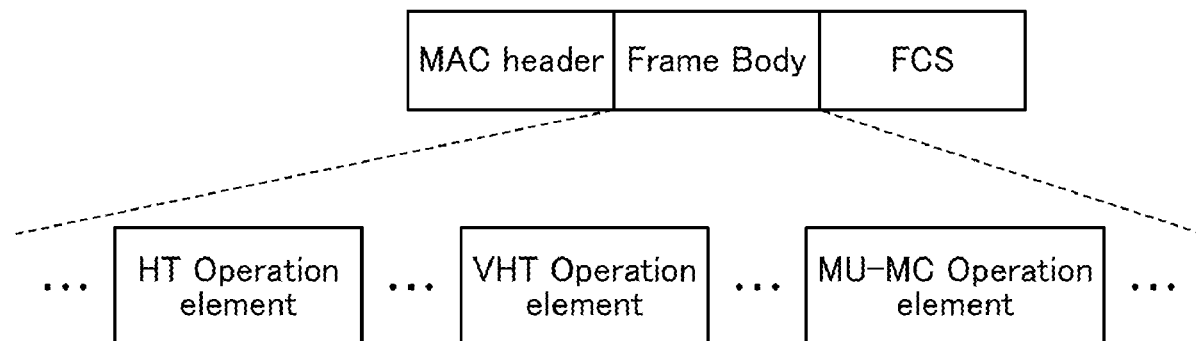 MAC header Frame Body FCS
... HT Operation element ... VHT Operation element ... MU-MC Operation element ...